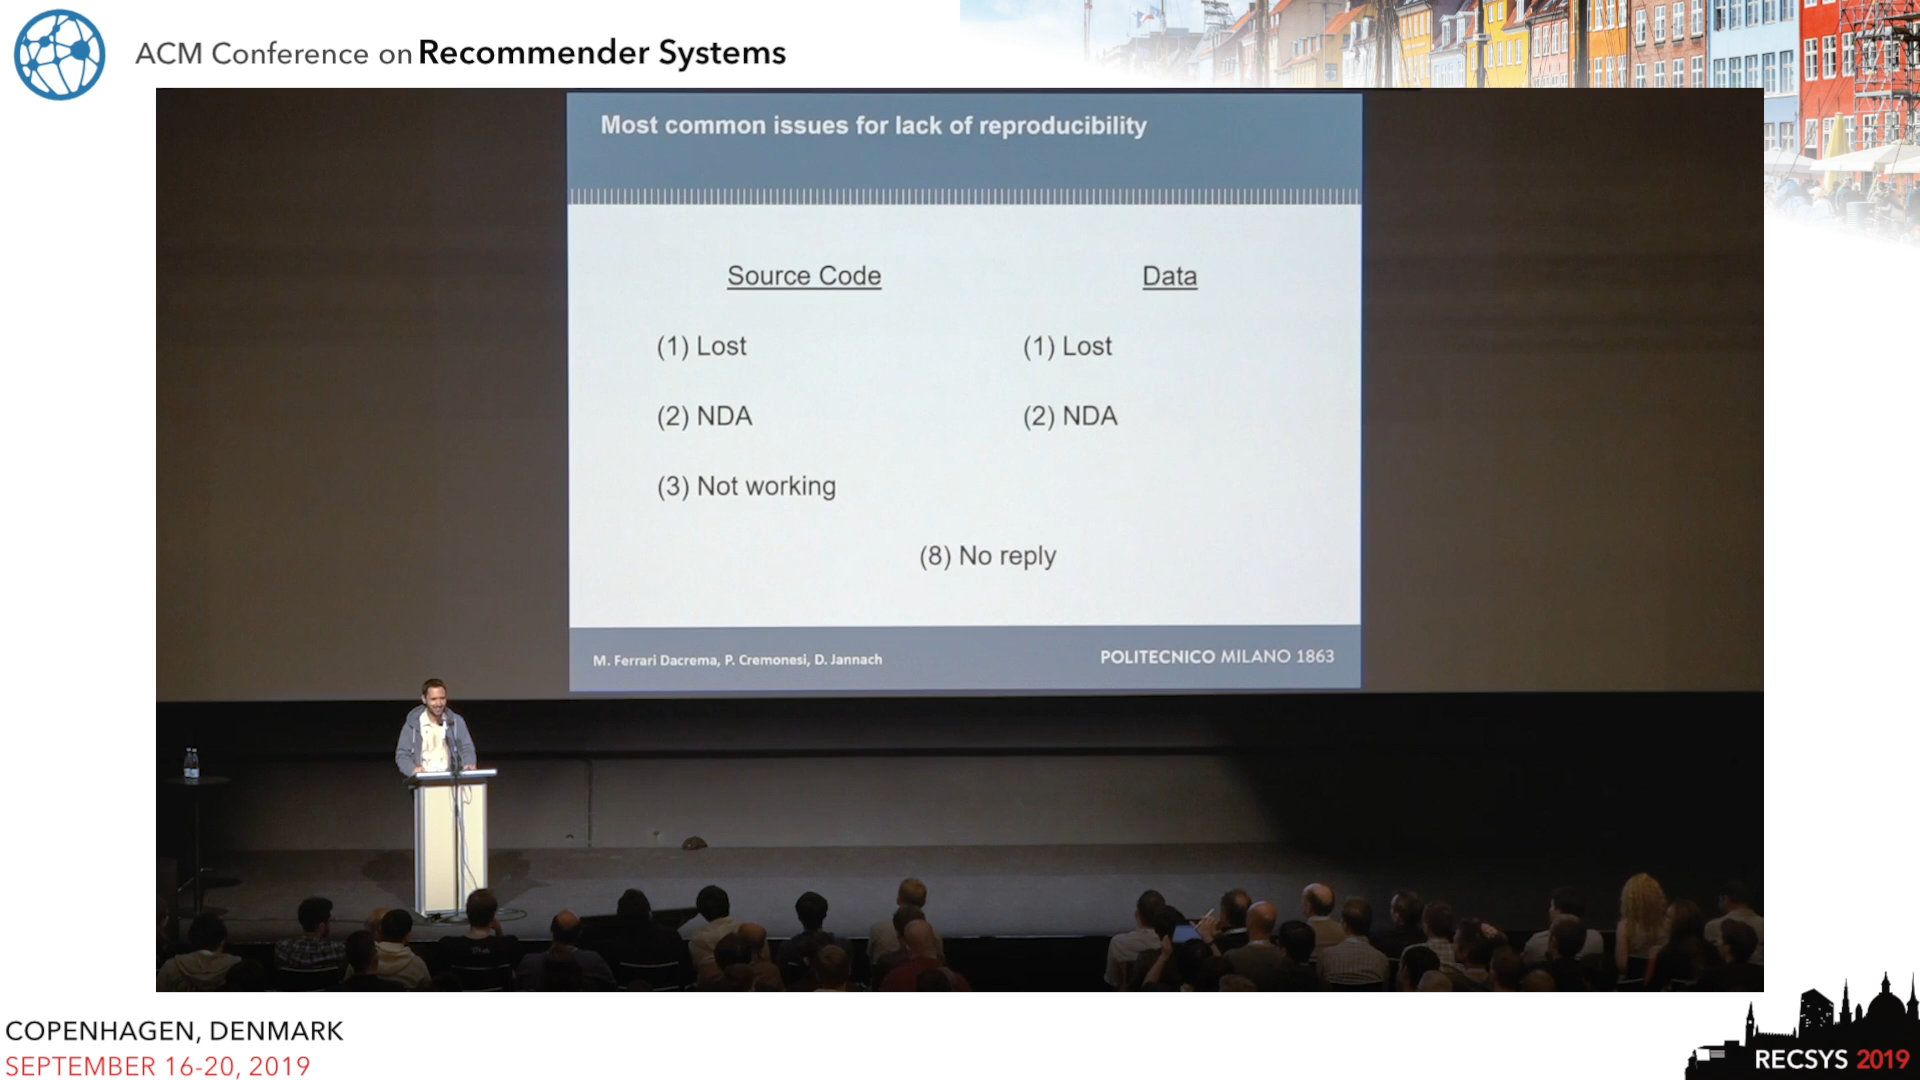 ACM Conference on Recommender Systems
Most common issues for lack of reproducibility
Source Code
Data
(1) Lost
(1) Lost
(2) NDA
(2) NDA
(3) Not working
(8) No reply
M. Ferrari Dacrema, P. Cremonesi, D. Jannach
POLITECNICO MILANO 1863
COPENHAGEN, DENMARK
SEPTEMBER 16-20, 2019
RECSYS 2019